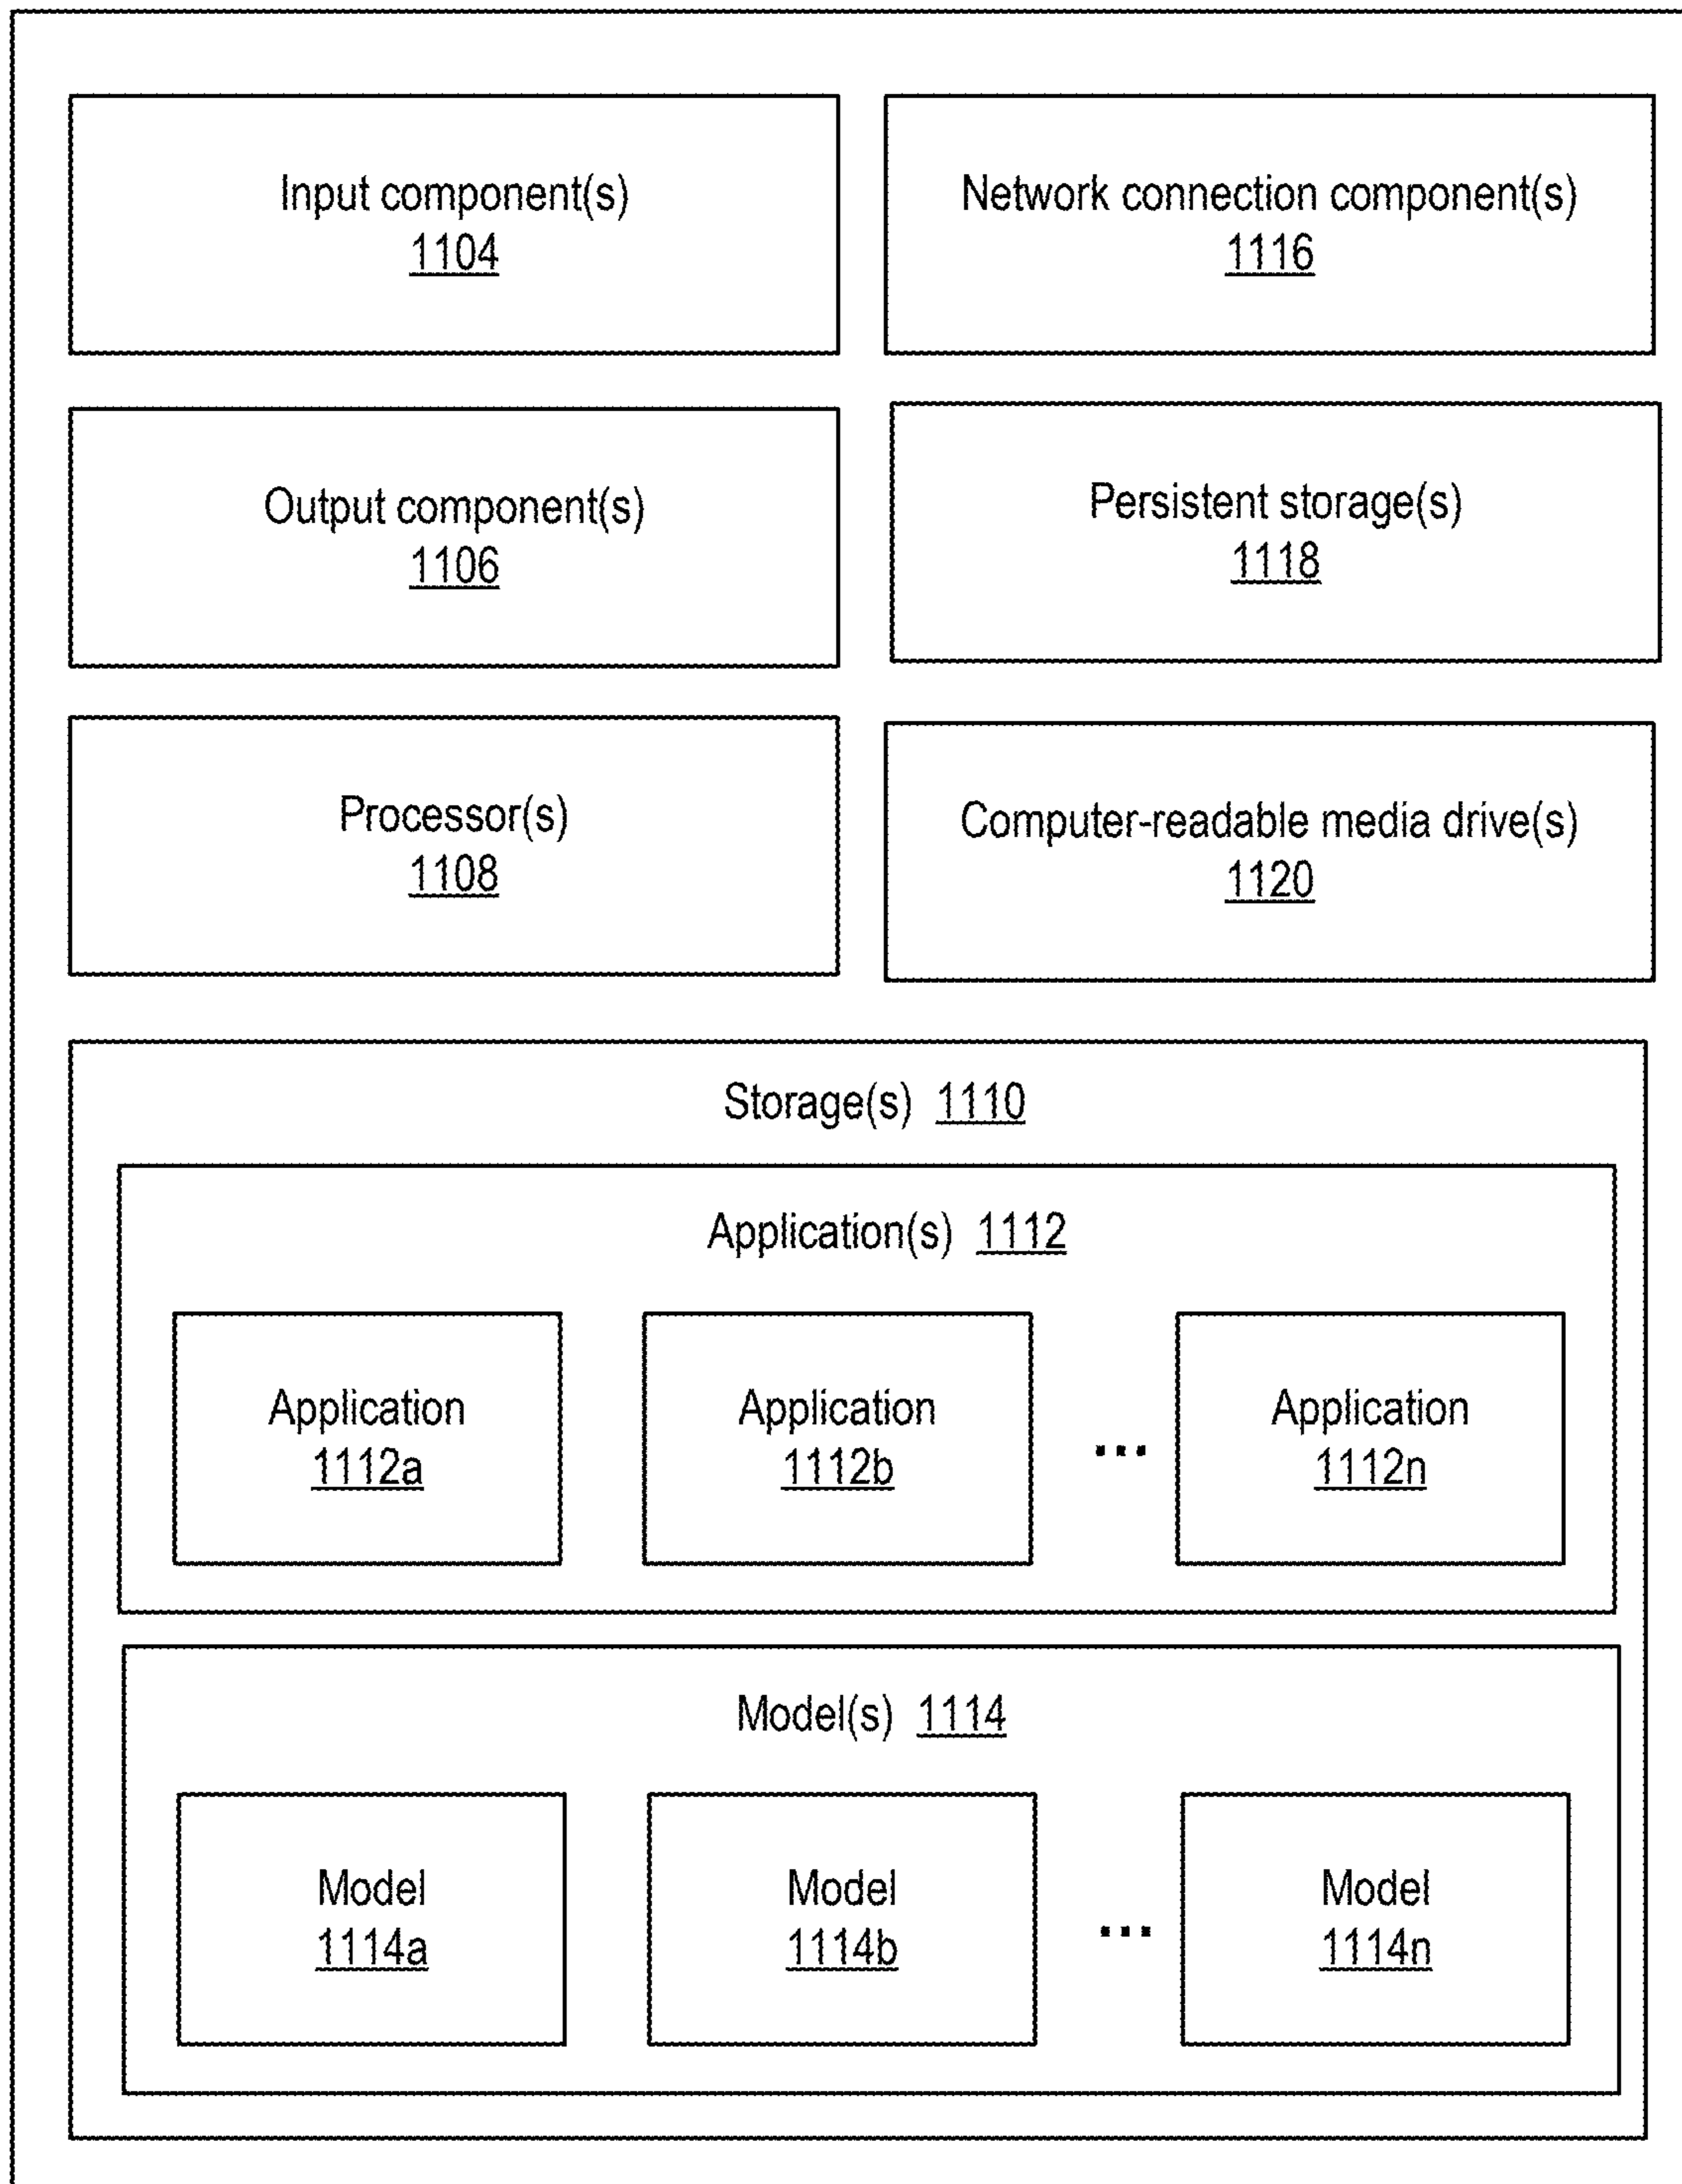 Input component(s)
1104
Network connection component(s)
1116
Output component(s)
1106
Persistent storage(s)
1118
Processor(s)
1108
Computer-readable media drive(s)
1120
Storage(s) 1110
Application(s) 1112
Application
1112a
Application
1112b
...
Application
1112n
Model(s) 1114
Model
1114a
Model
1114b
...
Model
1114n